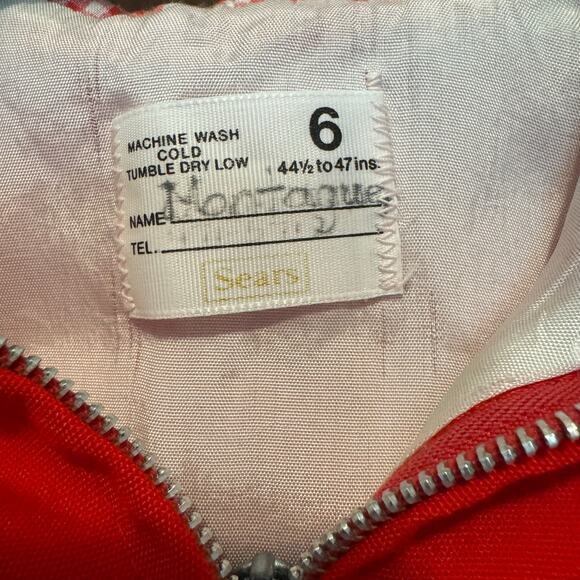 MACHINE WASH
COLD
TUMBLE DRY LOW
6
44½ to 47 ins.
NAME Montague
TEL.
Sears